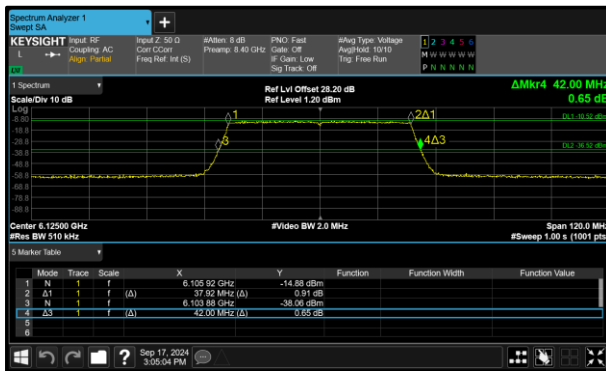 Spectrum Analyzer 1
Swept SA
KEYSIGHT Input: RF Input Z: 50 Ω #Atten: 8 dB PNO: Fast #Avg Type: Voltage 1 2 3 4 5 6
L Coupling: AC Corr CCorr Preamp: 8.40 GHz Gate: Off Avg|Hold: 10/10 M W W W W W
Align: Partial Freq Ref: Int (S) IF Gain: Low Trig: Free Run
Sig Track: Off P N N N N N
1 Spectrum Ref Lvl Offset 28.20 dB ΔMkr4 42.00 MHz
Scale/Div 10 dB Ref Level 1.20 dBm 0.65 dB
Log
-8.80 1 2Δ1 DL1 -10.52 dBm
-18.8
-28.8 3 4Δ3 DL2 -36.52 dBm
-38.8
-48.8
-58.8
-68.8
-78.8
-88.8
Center 6.12500 GHz #Video BW 2.0 MHz Span 120.0 MHz
#Res BW 510 kHz #Sweep 1.00 s (1001 pts
5 Marker Table
Mode Trace Scale X Y Function Function Width Function Value
1 N 1 f 6.105 92 GHz -14.88 dBm
2 Δ1 1 f (Δ) 37.92 MHz (Δ) 0.91 dB
3 N 1 f 6.103 88 GHz -38.06 dBm
4 Δ3 1 f (Δ) 42.00 MHz (Δ) 0.65 dB
5
6
? Sep 17, 2024
3:05:04 PM